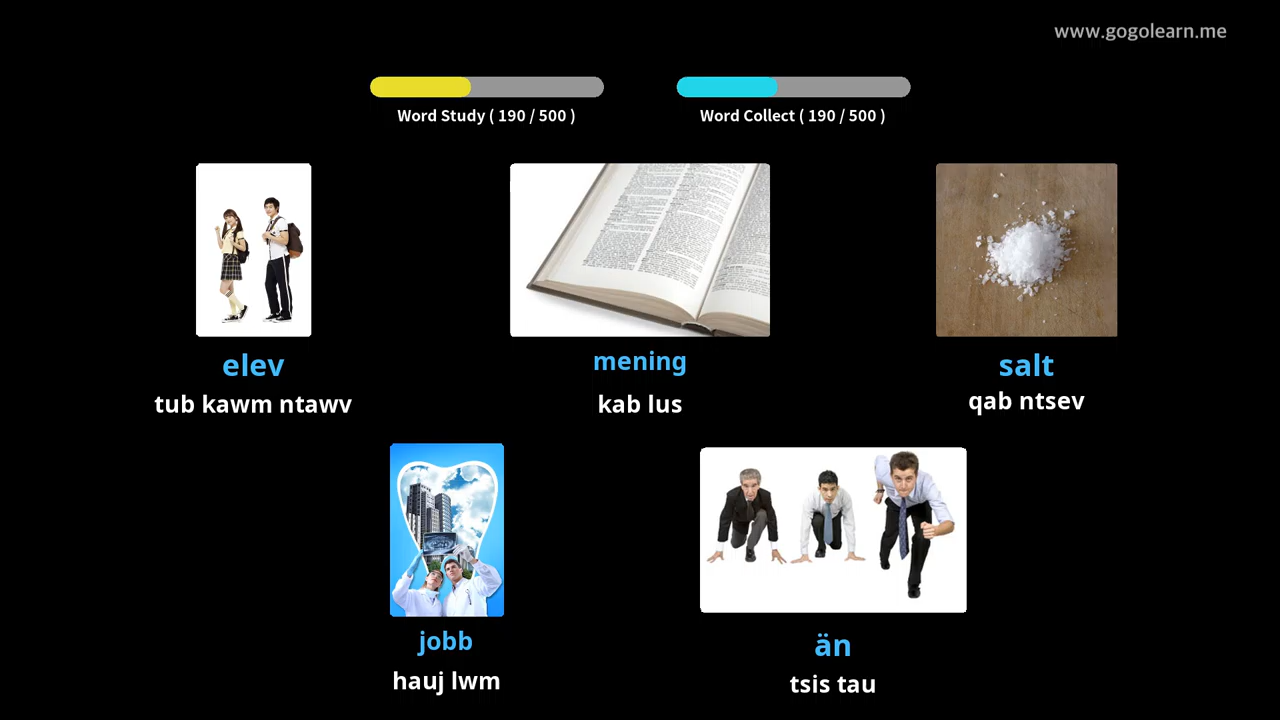 www.gogolearn.me
Word Study ( 190 / 500 )
Word Collect ( 190 / 500 )
elev
tub kawm ntawv
mening
kab lus
salt
qab ntsev
jobb
hauj lwm
än
tsis tau